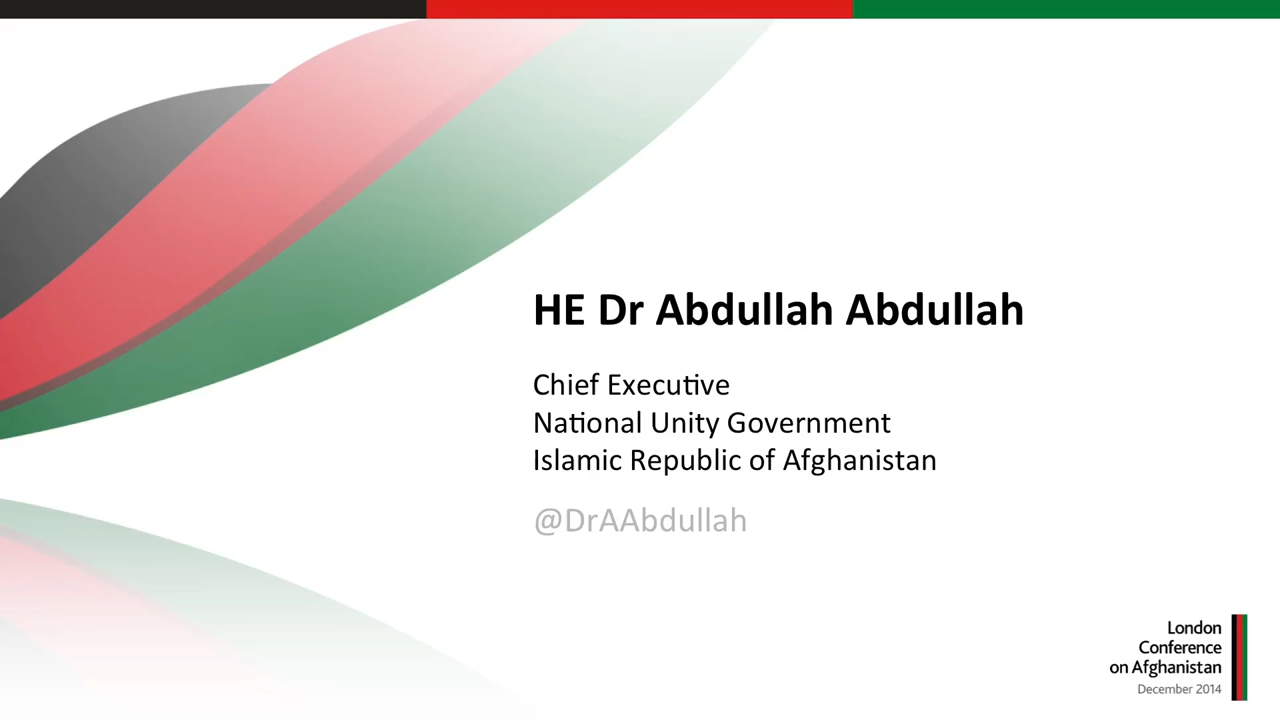 HE Dr Abdullah Abdullah
Chief Executive
National Unity Government
Islamic Republic of Afghanistan
@DrAAbdullah
London
Conference
on Afghanistan
December 2014